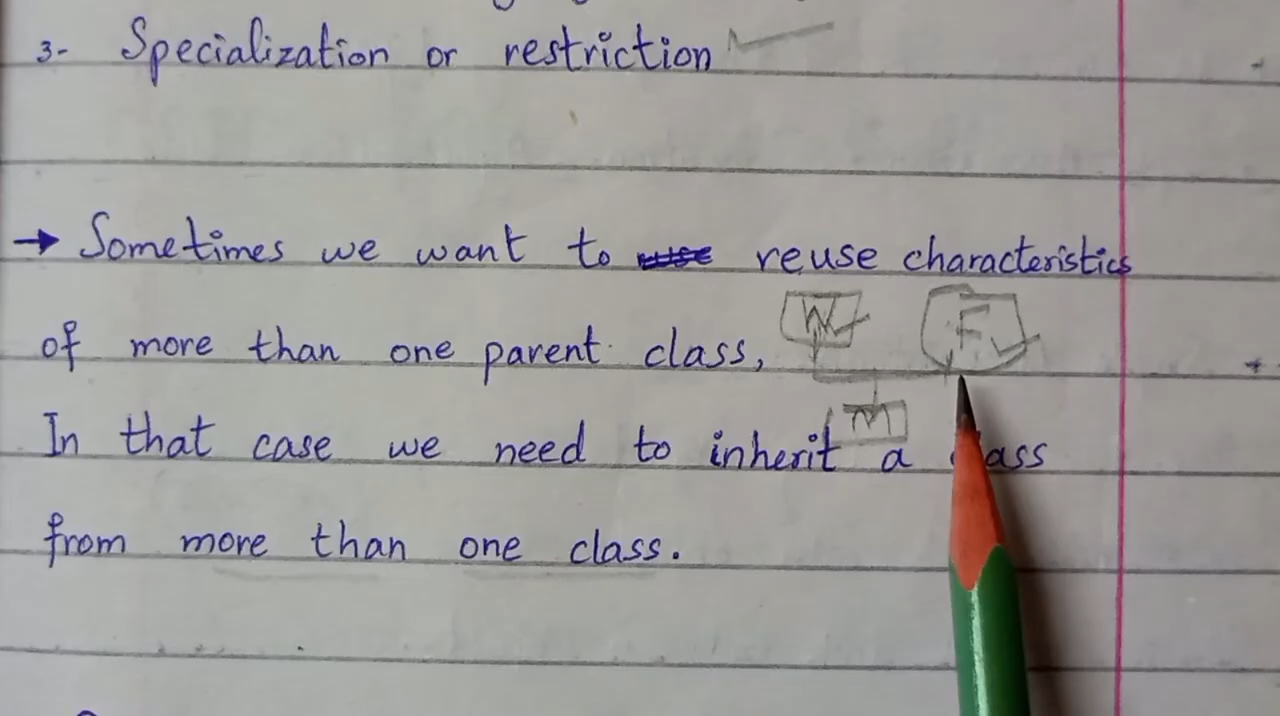 3- Specialization or restriction
→ Sometimes we want to reuse characteristics
of more than one parent class,
W F
M
In that case we need to inherit a class
from more than one class.